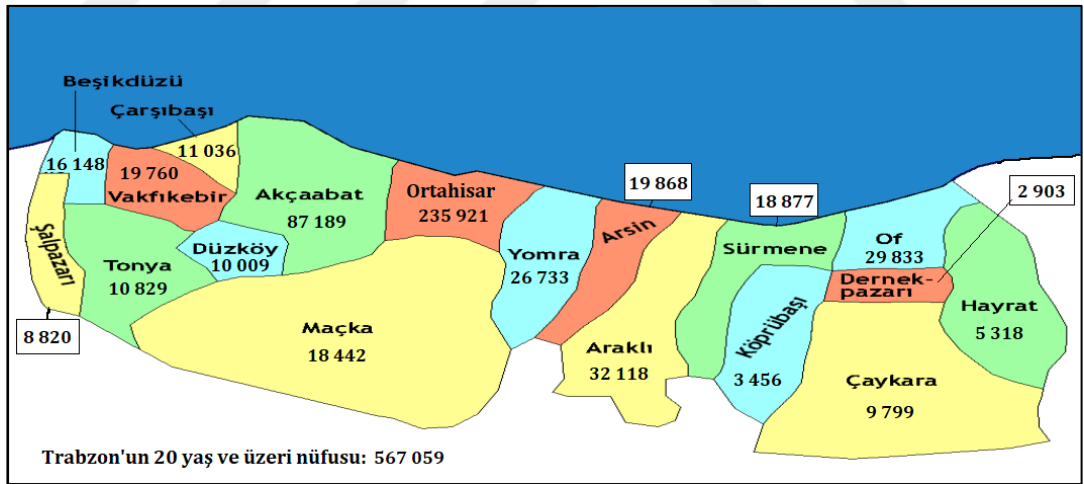 Beşikdüzü
Çarşıbaşı
11 036
16 148
19 760
Vakfıkebir
Akçaabat
87 189
Ortahisar
235 921
19 868
18 877
2 903
Şalpazarı
8 820
Tonya
10 829
Düzköy
10 009
Maçka
18 442
Yomra
26 733
Arsin
Araklı
32 118
Sürmene
Köprübaşı
3 456
Of
29 833
Dernek-
pazarı
Hayrat
5 318
Çaykara
9 799
Trabzon'un 20 yaş ve üzeri nüfusu: 567 059